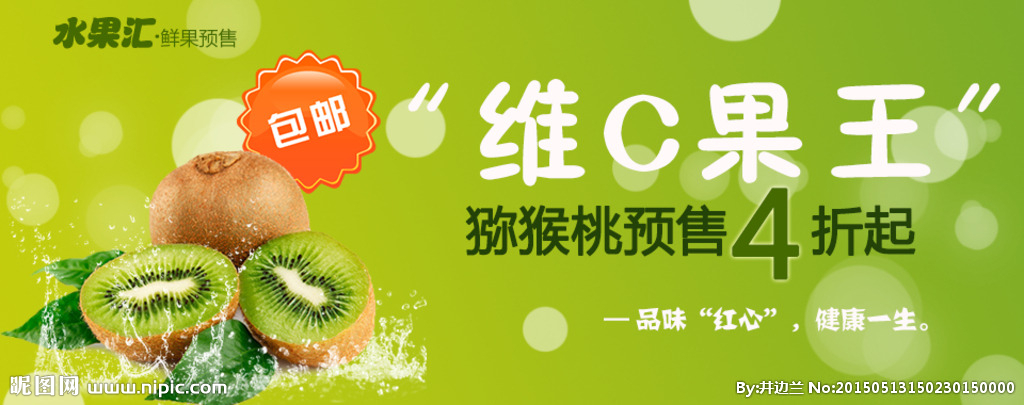 水果汇·鲜果预售
包邮
“维C果王”
猕猴桃预售4折起
—品味“红心”，健康一生。
昵图网 www.nipic.com
By:井边兰 No:20150513150230150000